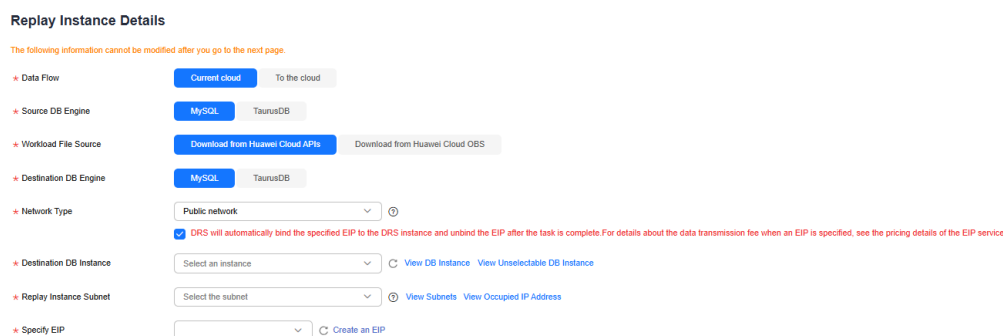 Replay Instance Details
The following information cannot be modified after you go to the next page.
* Data Flow Current cloud To the cloud
* Source DB Engine MySQL TaurusDB
* Workload File Source Download from Huawei Cloud APIs Download from Huawei Cloud OBS
* Destination DB Engine MySQL TaurusDB
* Network Type Public network ?
DRS will automatically bind the specified EIP to the DRS instance and unbind the EIP after the task is complete.For details about the data transmission fee when an EIP is specified, see the pricing details of the EIP service
* Destination DB Instance Select an instance View DB Instance View Unselectable DB Instance
* Replay Instance Subnet Select the subnet ? View Subnets View Occupied IP Address
* Specify EIP Create an EIP